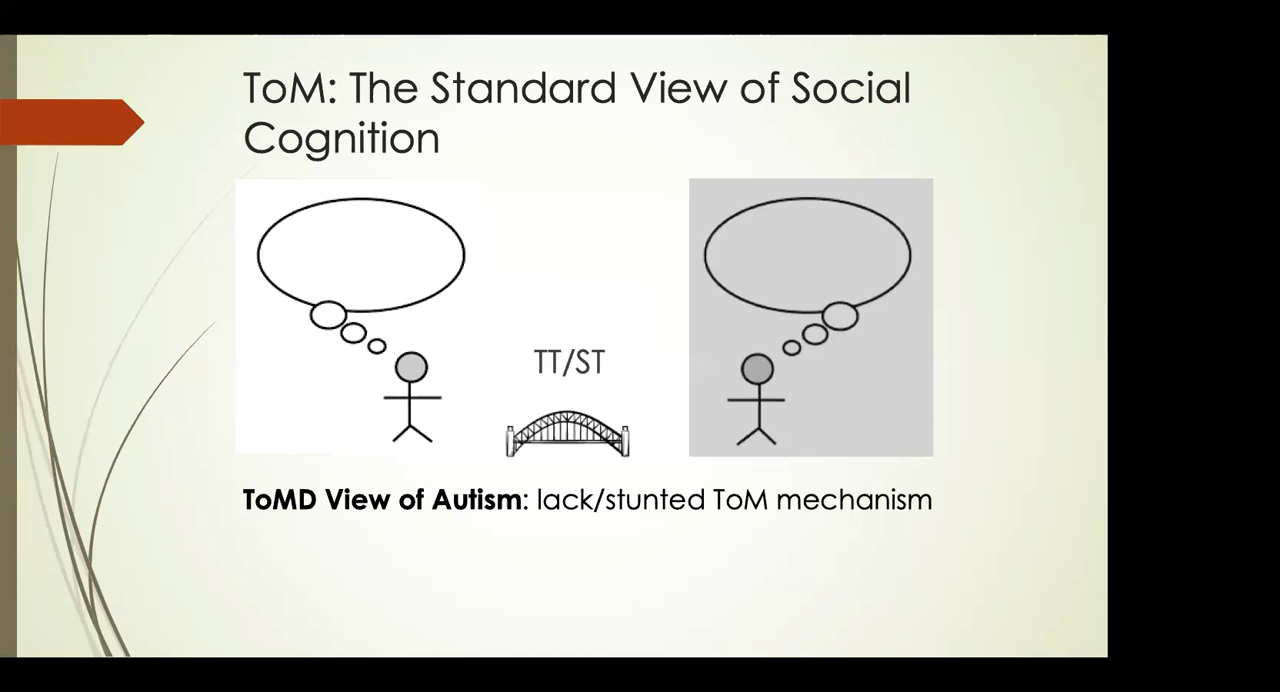 ToM: The Standard View of Social
Cognition
TT/ST
ToMD View of Autism: lack/stunted ToM mechanism